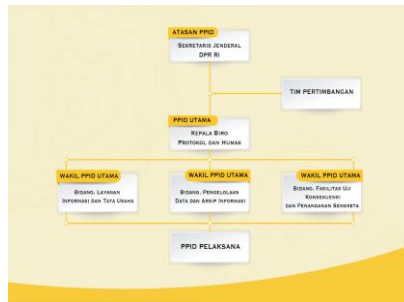 ATASAN PPID
SEKRETARIS JENDERAL
DPR RI
TIM PERTIMBANGAN
PPID UTAMA
KEPALA BIRO
PROTOKOL DAN HUMAS
WAKIL PPID UTAMA
BIDANG. LAYANAN
INFORMASI DAN TATA USAHA
WAKIL PPID UTAMA
BIDANG. PENGELOLAAN
DATA DAN ARSIP INFORMASI
WAKIL PPID UTAMA
BIDANG. FASILITAS UJI
KONSEKUENSI
DAN PENANGANAN SENGKETA
PPID PELAKSANA